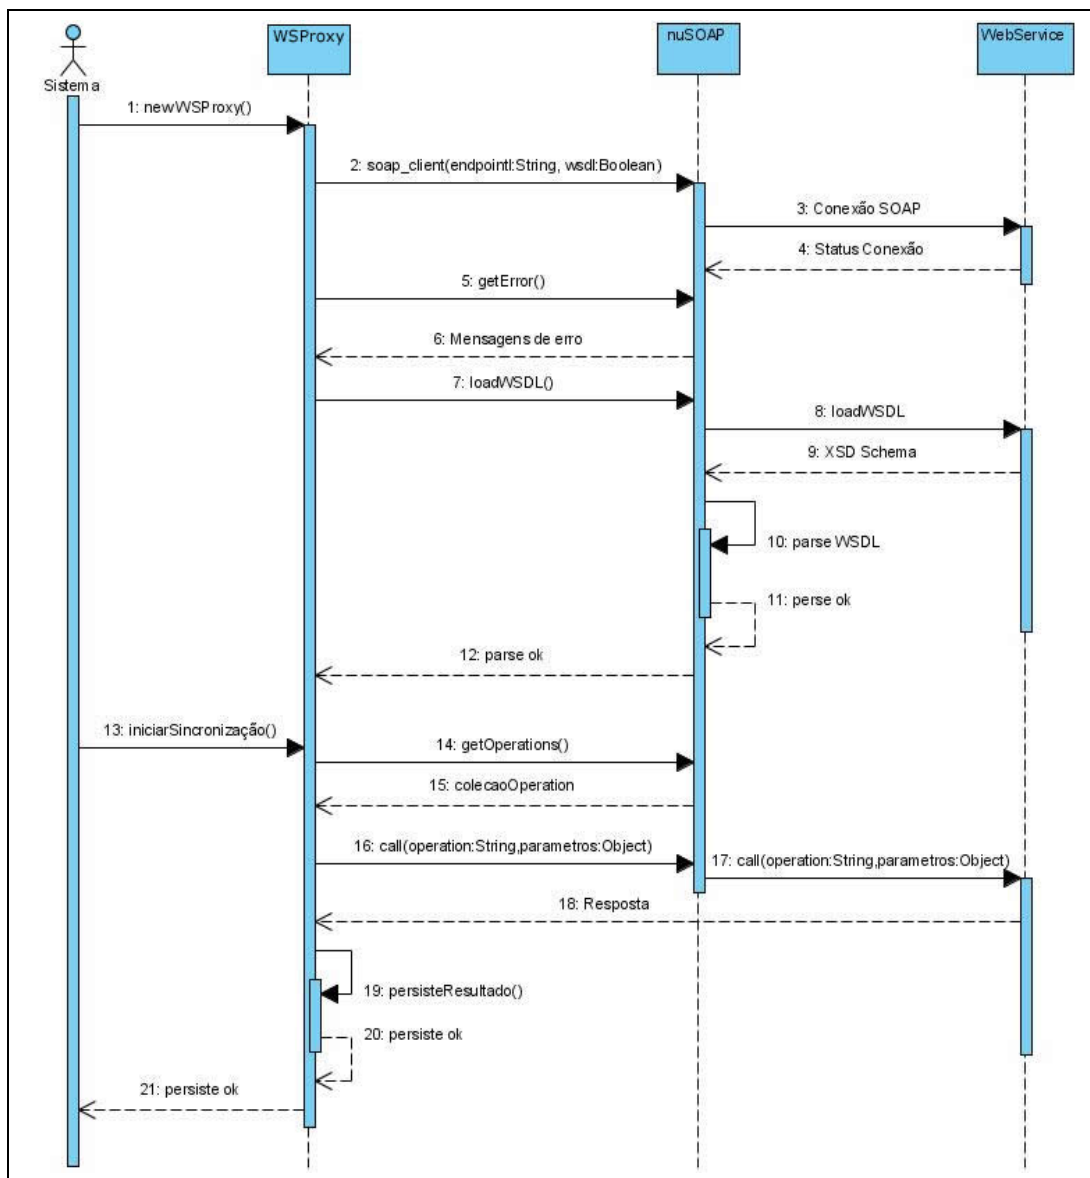 WSProxy
nuSOAP
WebService
Sistema
1: newWSProxy()
2: soap_client(endpointl:String, wsdl:Boolean)
3: Conexão SOAP
4: Status Conexão
5: getError()
6: Mensagens de erro
7: loadWSDL()
8: loadWSDL
9: XSD Schema
10: parse WSDL
11: perse ok
12: parse ok
13: iniciarSincronização()
14: getOperations()
15: colecaoOperation
16: call(operation:String,parametros:Object)
17: call(operation:String,parametros:Object)
18: Resposta
19: persisteResultado()
20: persiste ok
21: persiste ok